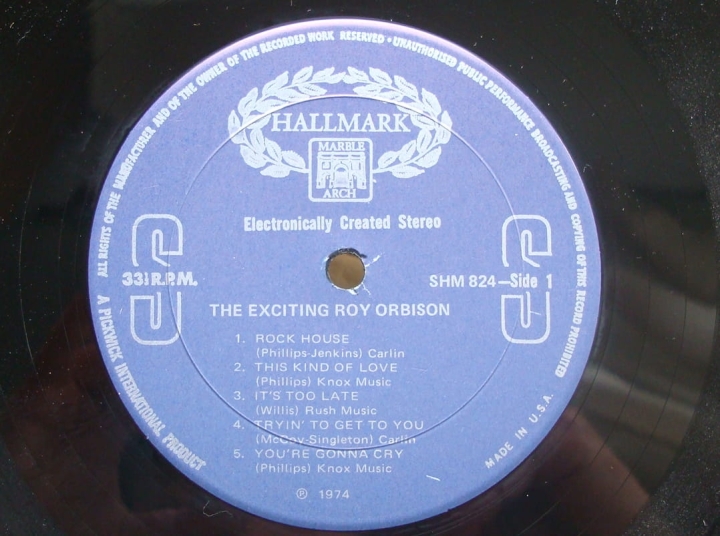 ALL RIGHTS OF THE MANUFACTURER AND OF THE OWNER OF THE RECORDED WORK RESERVED • UNAUTHORISED PUBLIC PERFORMANCE BROADCASTING AND COPYING OF THIS RECORD PROHIBITED
HALLMARK
MARBLE
ARCH
Electronically Created Stereo
33⅓ R.P.M.
SHM 824—Side 1
THE EXCITING ROY ORBISON
1. ROCK HOUSE
(Phillips-Jenkins) Carlin
2. THIS KIND OF LOVE
(Phillips) Knox Music
3. IT'S TOO LATE
(Willis) Rush Music
4. TRYIN' TO GET TO YOU
(McCoy-Singleton) Carlin
5. YOU'RE GONNA CRY
(Phillips) Knox Music
℗ 1974
A PICKWICK INTERNATIONAL PRODUCT
MADE IN U.S.A.